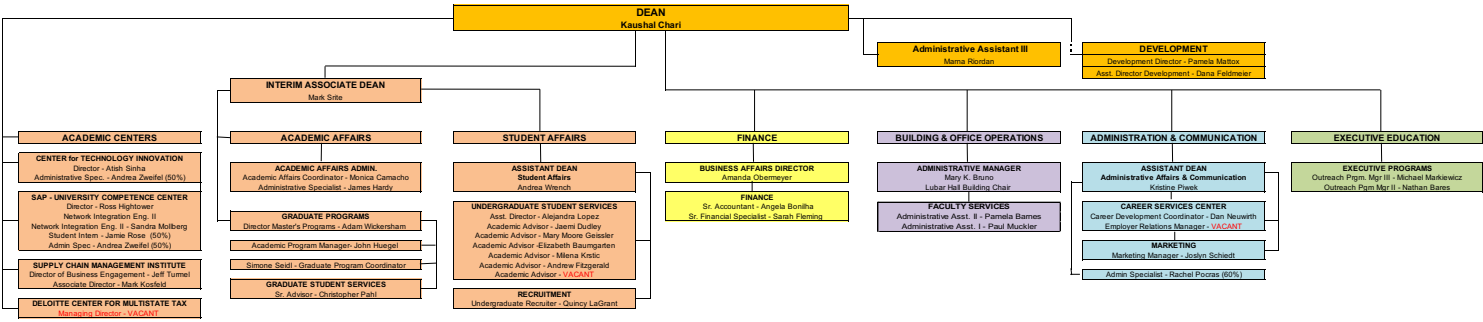 DEAN
Kaushal Chari
Administrative Assistant III
Mama Riordan
DEVELOPMENT
Development Director - Pamela Mattox
Asst. Director Development - Dana Feldmeier
INTERIM ASSOCIATE DEAN
Mark Srite
ACADEMIC CENTERS
CENTER for TECHNOLOGY INNOVATION
Director - Atish Sinha
Administrative Spec. - Andrea Zweifel (50%)
SAP - UNIVERSITY COMPETENCE CENTER
Director - Ross Hightower
Network Integration Eng. II
Network Integration Eng. II - Sandra Mollberg
Student Intern - Jamie Rose (50%)
Admin Spec - Andrea Zweifel (50%)
SUPPLY CHAIN MANAGEMENT INSTITUTE
Director of Business Engagement - Jeff Turmel
Associate Director - Mark Kosfeld
DELOITTE CENTER FOR MULTISTATE TAX
Managing Director - VACANT
ACADEMIC AFFAIRS
ACADEMIC AFFAIRS ADMIN.
Academic Affairs Coordinator - Monica Camacho
Administrative Specialist - James Hardy
GRADUATE PROGRAMS
Director Master's Programs - Adam Wickersham
Academic Program Manager- John Huegel
Simone Seidl - Graduate Program Coordinator
GRADUATE STUDENT SERVICES
Sr. Advisor - Christopher Pahl
STUDENT AFFAIRS
ASSISTANT DEAN
Student Affairs
Andrea Wrench
UNDERGRADUATE STUDENT SERVICES
Asst. Director - Alejandra Lopez
Academic Advisor - Jaemi Dudley
Academic Advisor - Mary Moore Geissler
Academic Advisor -Elizabeth Baumgarten
Academic Advisor - Milena Krstic
Academic Advisor - Andrew Fitzgerald
Academic Advisor - VACANT
RECRUITMENT
Undergraduate Recruiter - Quincy LaGrant
FINANCE
BUSINESS AFFAIRS DIRECTOR
Amanda Obermeyer
FINANCE
Sr. Accountant - Angela Bonilha
Sr. Financial Specialist - Sarah Fleming
BUILDING & OFFICE OPERATIONS
ADMINISTRATIVE MANAGER
Mary K. Bruno
Lubar Hall Building Chair
FACULTY SERVICES
Administrative Asst. II - Pamela Barnes
Administrative Asst. I - Paul Muckler
ADMINISTRATION & COMMUNICATION
ASSISTANT DEAN
Administrative Affairs & Communication
Kristine Piwek
CAREER SERVICES CENTER
Career Development Coordinator - Dan Neuwirth
Employer Relations Manager - VACANT
MARKETING
Marketing Manager - Joslyn Schiedt
Admin Specialist - Rachel Pocras (60%)
EXECUTIVE EDUCATION
EXECUTIVE PROGRAMS
Outreach Prgm. Mgr III - Michael Markiewicz
Outreach Pgm Mgr II - Nathan Bares